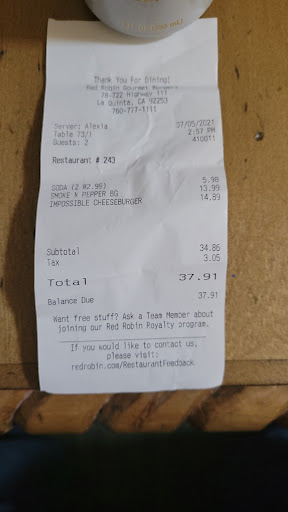 Thank You For Dining!
Red Robin Gourmet Burgers
78-722 Highway 111
La Quinta, CA 92253
760-777-1111
Server: Alexia 07/05/2021
Table 73/1 2:57 PM
Guests: 2 410011
Restaurant # 243
SODA (2 @2.99) 5.98
SMOKE N PEPPER BG 13.99
IMPOSSIBLE CHEESEBURGER 14.89
Subtotal 34.86
Tax 3.05
Total 37.91
Balance Due 37.91
Want free stuff? Ask a Team Member about
joining our Red Robin Royalty program.
If you would like to contact us,
please visit:
redrobin.com/RestaurantFeedback